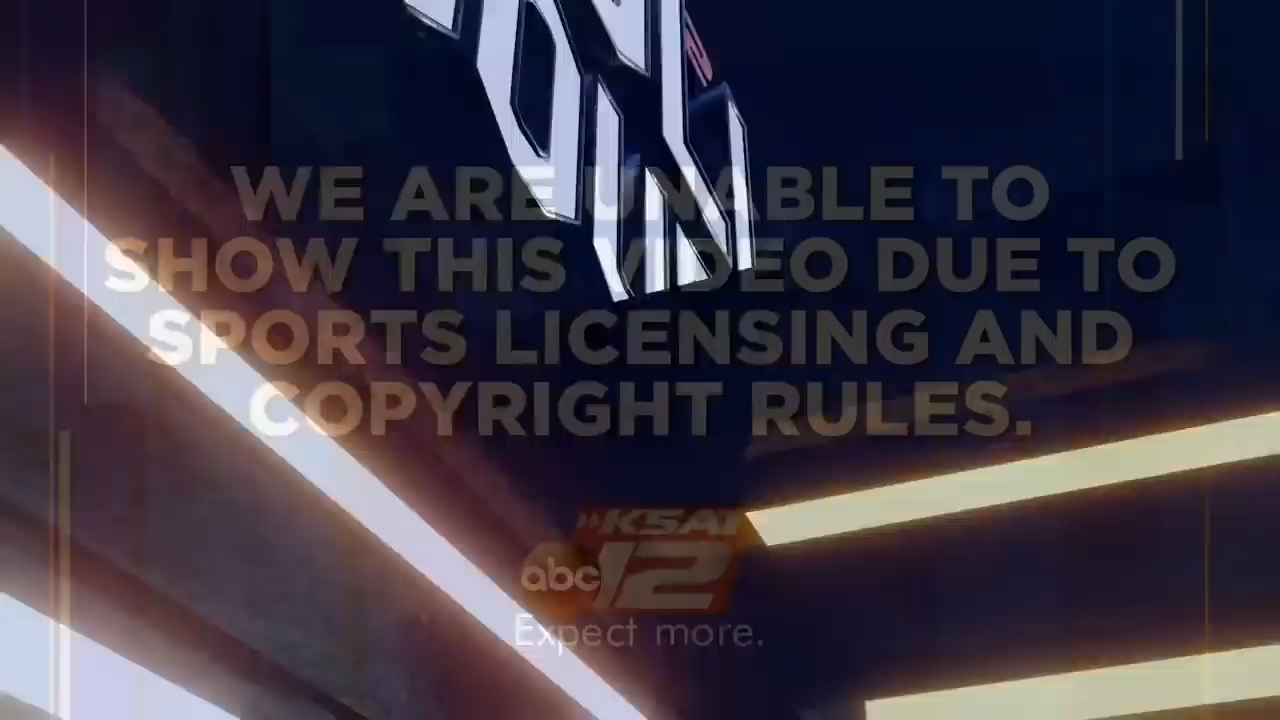 WE ARE UNABLE TO
SHOW THIS VIDEO DUE TO
SPORTS LICENSING AND
COPYRIGHT RULES.
KSAT
abc 12
Expect more.